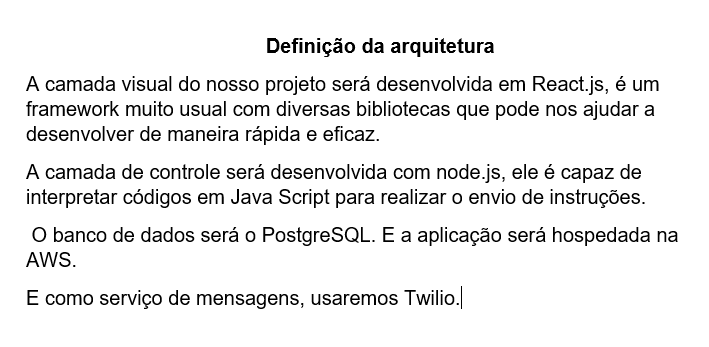 Definição da arquitetura
A camada visual do nosso projeto será desenvolvida em React.js, é um
framework muito usual com diversas bibliotecas que pode nos ajudar a
desenvolver de maneira rápida e eficaz.
A camada de controle será desenvolvida com node.js, ele é capaz de
interpretar códigos em Java Script para realizar o envio de instruções.
O banco de dados será o PostgreSQL. E a aplicação será hospedada na
AWS.
E como serviço de mensagens, usaremos Twilio.